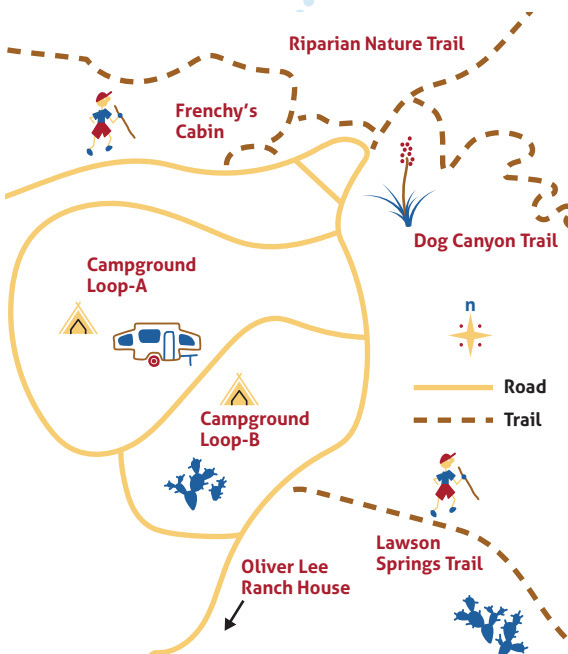 Riparian Nature Trail
Frenchy's
Cabin
Dog Canyon Trail
Campground
Loop-A
n
Road
Trail
Campground
Loop-B
Lawson
Springs Trail
Oliver Lee
Ranch House